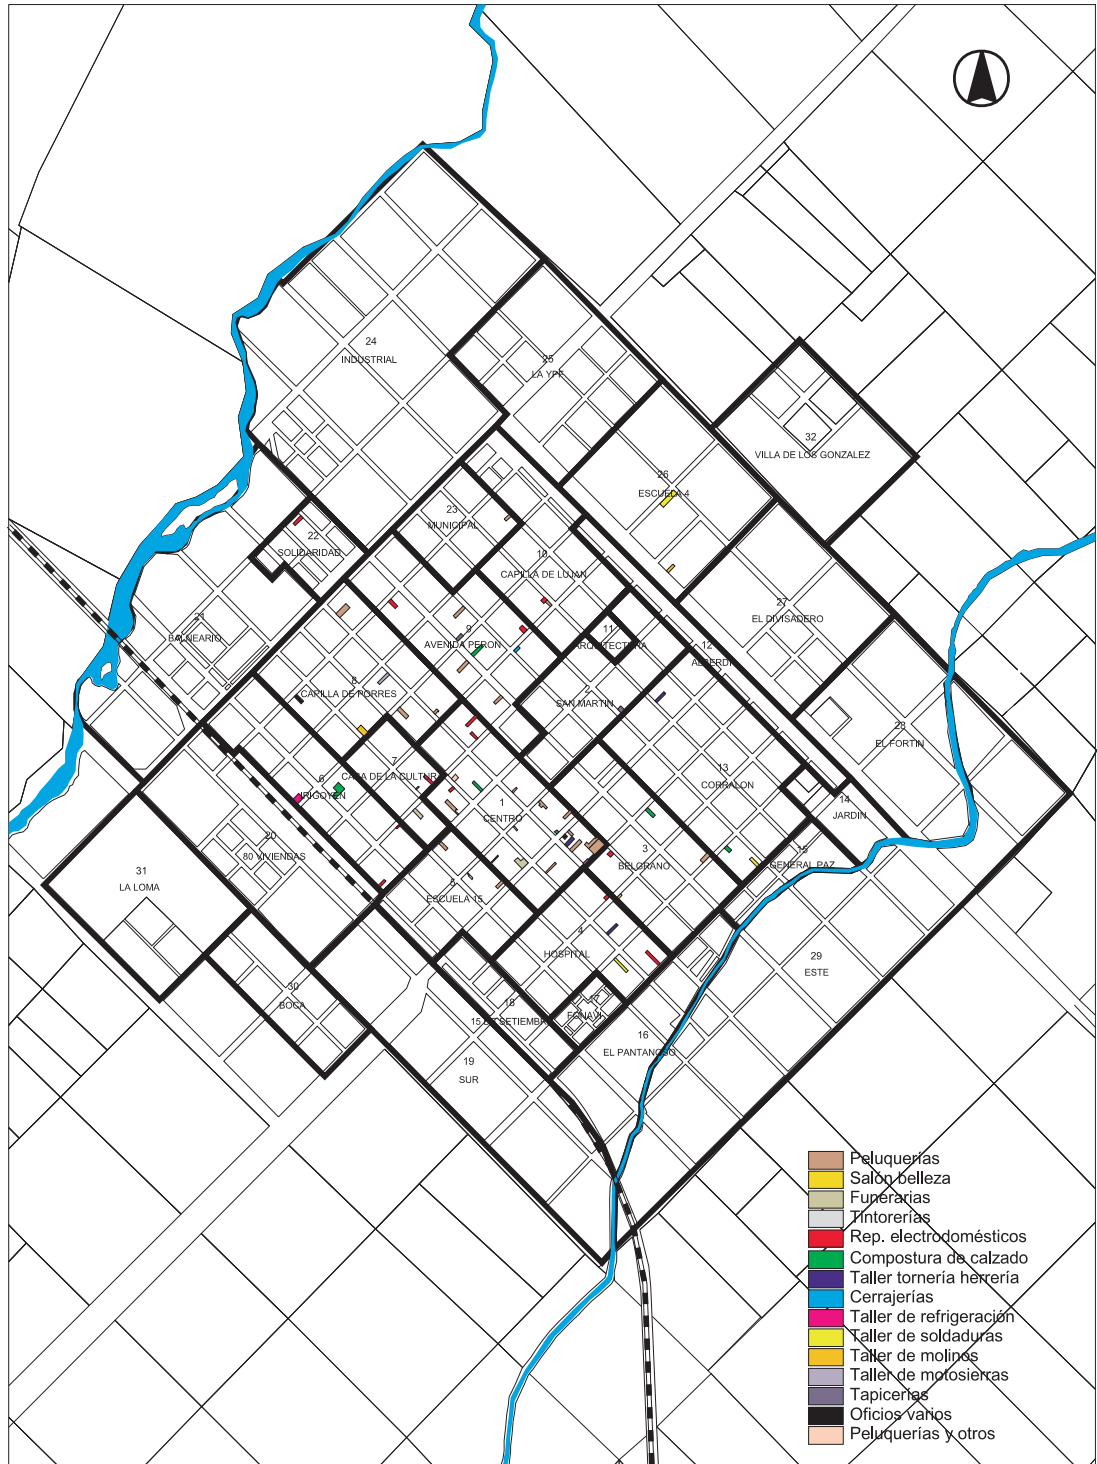 24
INDUSTRIAL
25
LA YPF
32
VILLA DE LOS GONZALEZ
26
ESCUELA 4
23
MUNICIPAL
22
SOLIDARIDAD
10
CAPILLA DE LUJAN
27
EL DIVISADERO
21
BALNEARIO
9
AVENIDA PERON
11
ARQUITECTURA
12
ALBERDI
8
CAPILLA DE PORRES
2
SAN MARTIN
28
EL FORTIN
7
CASA DE LA CULTURA
6
IRIGOYEN
13
CORRALON
1
CENTRO
14
JARDIN
20
80 VIVIENDAS
3
BELGRANO
15
GENERAL PAZ
31
LA LOMA
5
ESCUELA 15
4
HOSPITAL
29
ESTE
30
BOCA
18
15 DE SETIEMBRE
FONAVI
16
EL PANTANOSO
19
SUR
Peluquerías
Salón belleza
Funerarias
Tintorerías
Rep. electrodomésticos
Compostura de calzado
Taller tornería herrería
Cerrajerías
Taller de refrigeración
Taller de soldaduras
Taller de molinos
Taller de motosierras
Tapicerías
Oficios varios
Peluquerías y otros